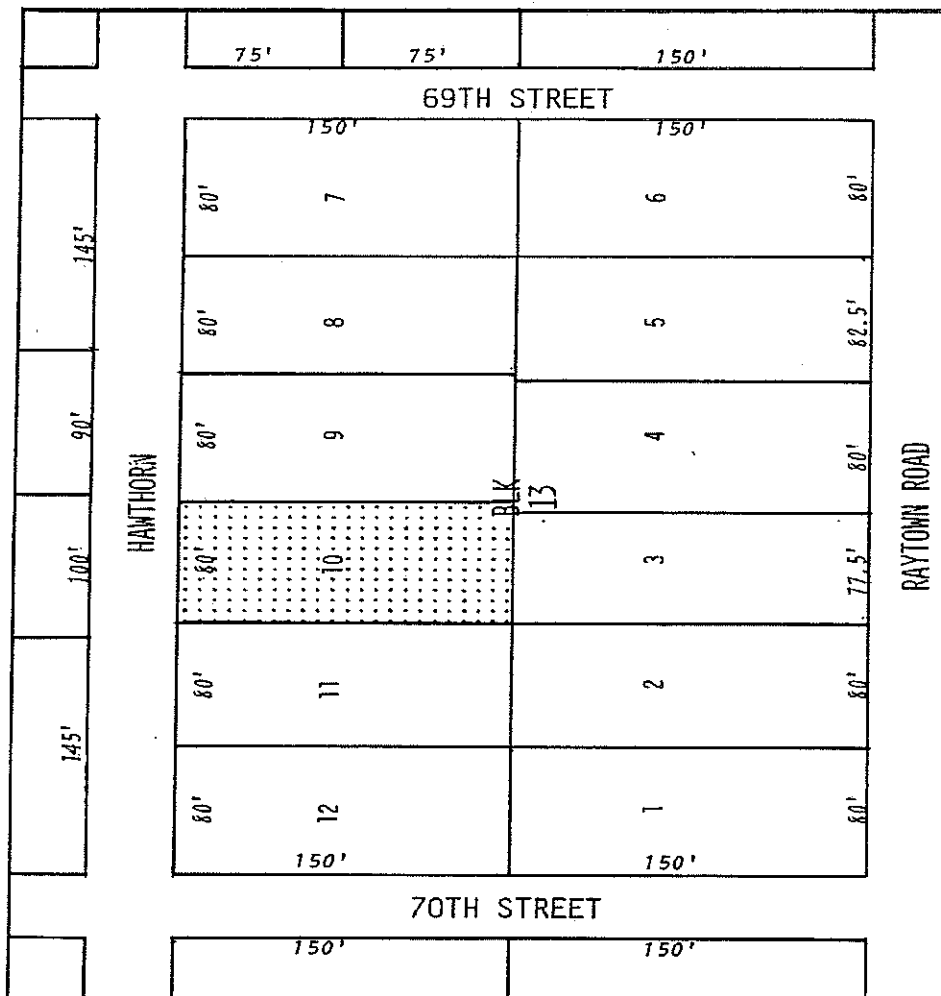 75' 75' 150'
69TH STREET
150' 150'
80' 7 6 80'
145'
80' 8 5 82.5'
90' 80' 9 4 80'
HAWTHORN
BLK
13
RAYTOWN ROAD
100' 80' 10 3 77.5'
80' 11 2 80'
145'
80' 12 1 80'
150' 150'
70TH STREET
150' 150'